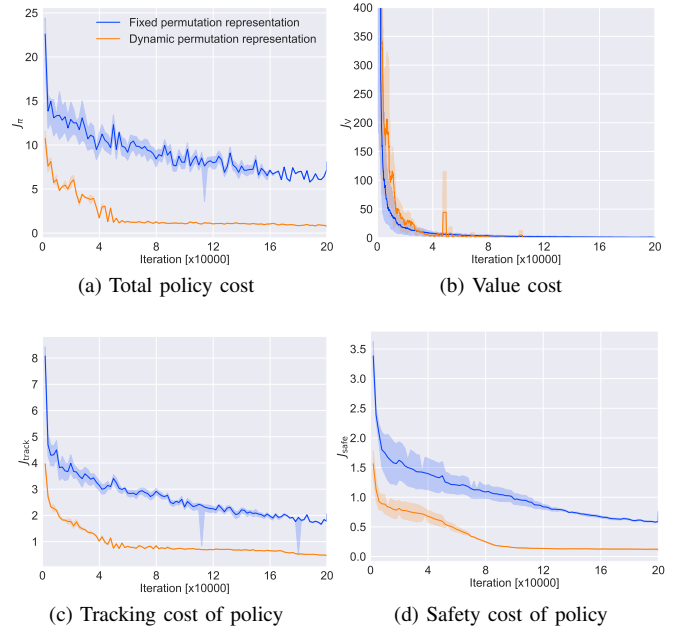 Fixed permutation representation
Dynamic permutation representation
25
20
15
10
5
0
Jπ
0 4 8 12 16 20
Iteration [x10000]
(a) Total policy cost
400
350
300
250
200
150
100
50
0
JV
0 4 8 12 16 20
Iteration [x10000]
(b) Value cost
8
7
6
5
4
3
2
1
Jtrack
0 4 8 12 16 20
Iteration [x10000]
(c) Tracking cost of policy
3.5
3.0
2.5
2.0
1.5
1.0
0.5
0.0
Jsafe
0 4 8 12 16 20
Iteration [x10000]
(d) Safety cost of policy